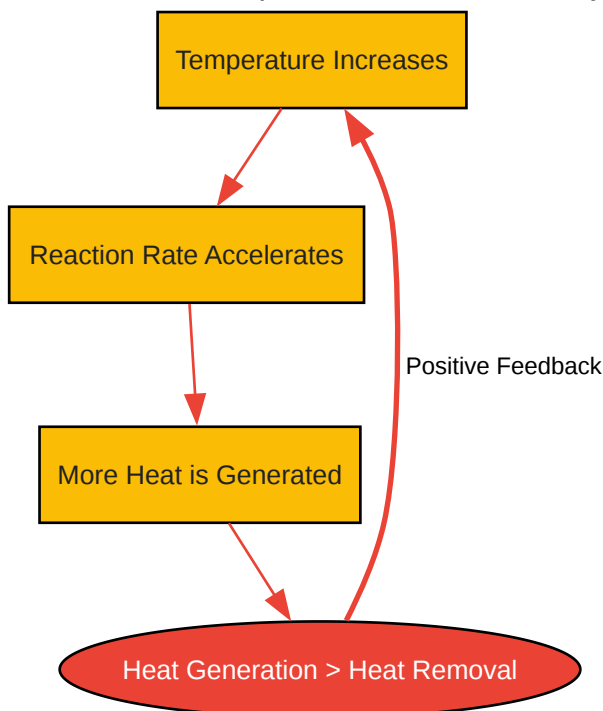 Temperature Increases
Reaction Rate Accelerates
Positive Feedback
More Heat is Generated
Heat Generation > Heat Removal